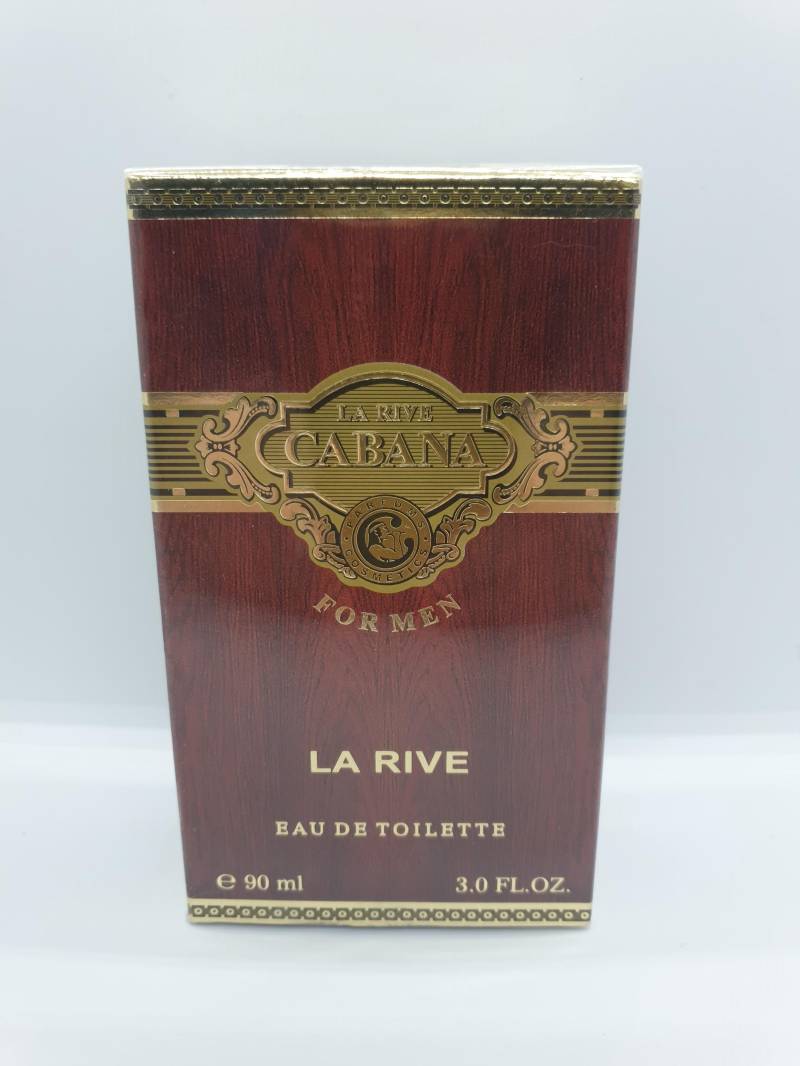 LA RIVE
CABANA
PARFUMS
COSMETICS
FOR MEN
LA RIVE
EAU DE TOILETTE
℮ 90 ml 3.0 FL.OZ.